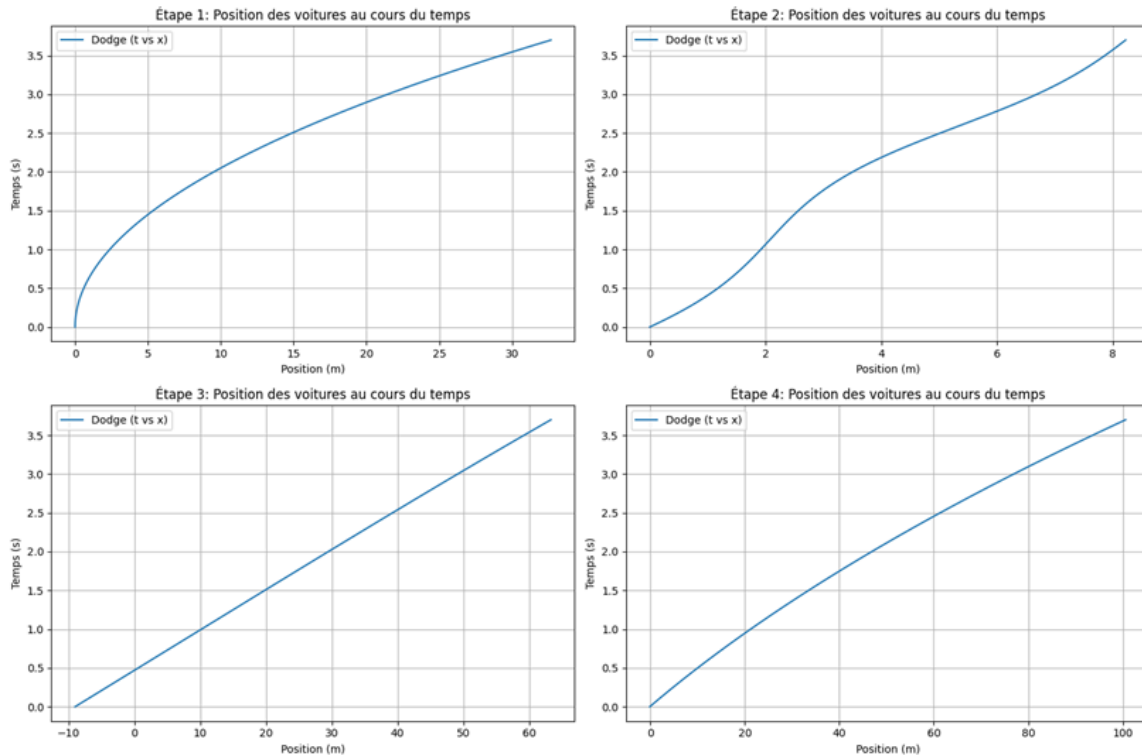 Étape 1: Position des voitures au cours du temps
Dodge (t vs x)
3.5
3.0
2.5
2.0
1.5
1.0
0.5
0.0
Temps (s)
0 5 10 15 20 25 30
Position (m)
Étape 2: Position des voitures au cours du temps
Dodge (t vs x)
3.5
3.0
2.5
2.0
1.5
1.0
0.5
0.0
Temps (s)
0 2 4 6 8
Position (m)
Étape 3: Position des voitures au cours du temps
Dodge (t vs x)
3.5
3.0
2.5
2.0
1.5
1.0
0.5
0.0
Temps (s)
−10 0 10 20 30 40 50 60
Position (m)
Étape 4: Position des voitures au cours du temps
Dodge (t vs x)
3.5
3.0
2.5
2.0
1.5
1.0
0.5
0.0
Temps (s)
0 20 40 60 80 100
Position (m)